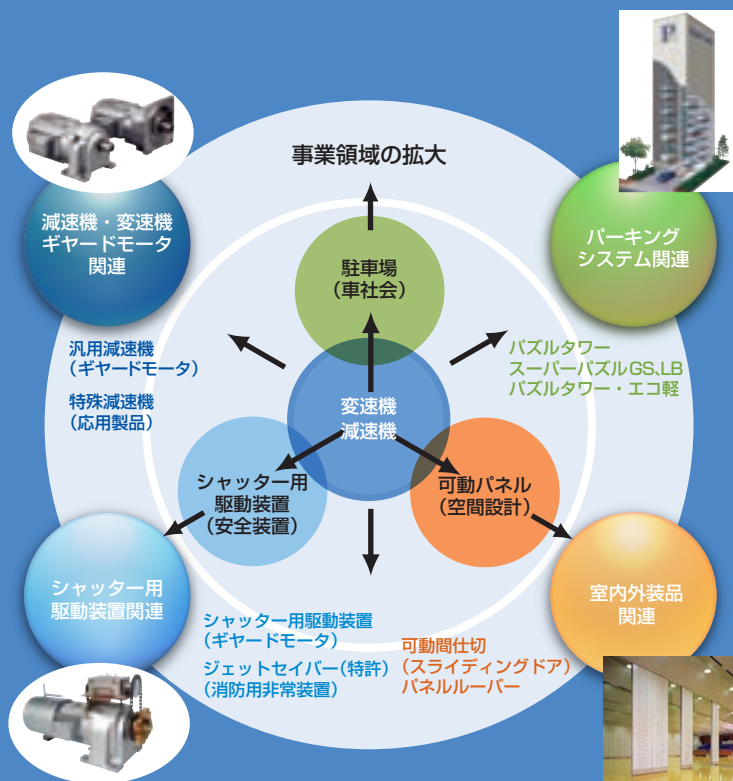 事業領域の拡大
減速機・変速機
ギヤードモータ
関連
P
パーキング
システム関連
駐車場
(車社会)
汎用減速機
(ギヤードモータ)
特殊減速機
(応用製品)
パズルタワー
スーパーパズルGS、LB
パズルタワー・エコ軽
変速機
減速機
シャッター用
駆動装置
(安全装置)
可動パネル
(空間設計)
シャッター用
駆動装置関連
室内外装品
関連
シャッター用駆動装置
(ギヤードモータ)
ジェットセイバー(特許)
(消防用非常装置)
可動間仕切
(スライディングドア)
パネルルーバー